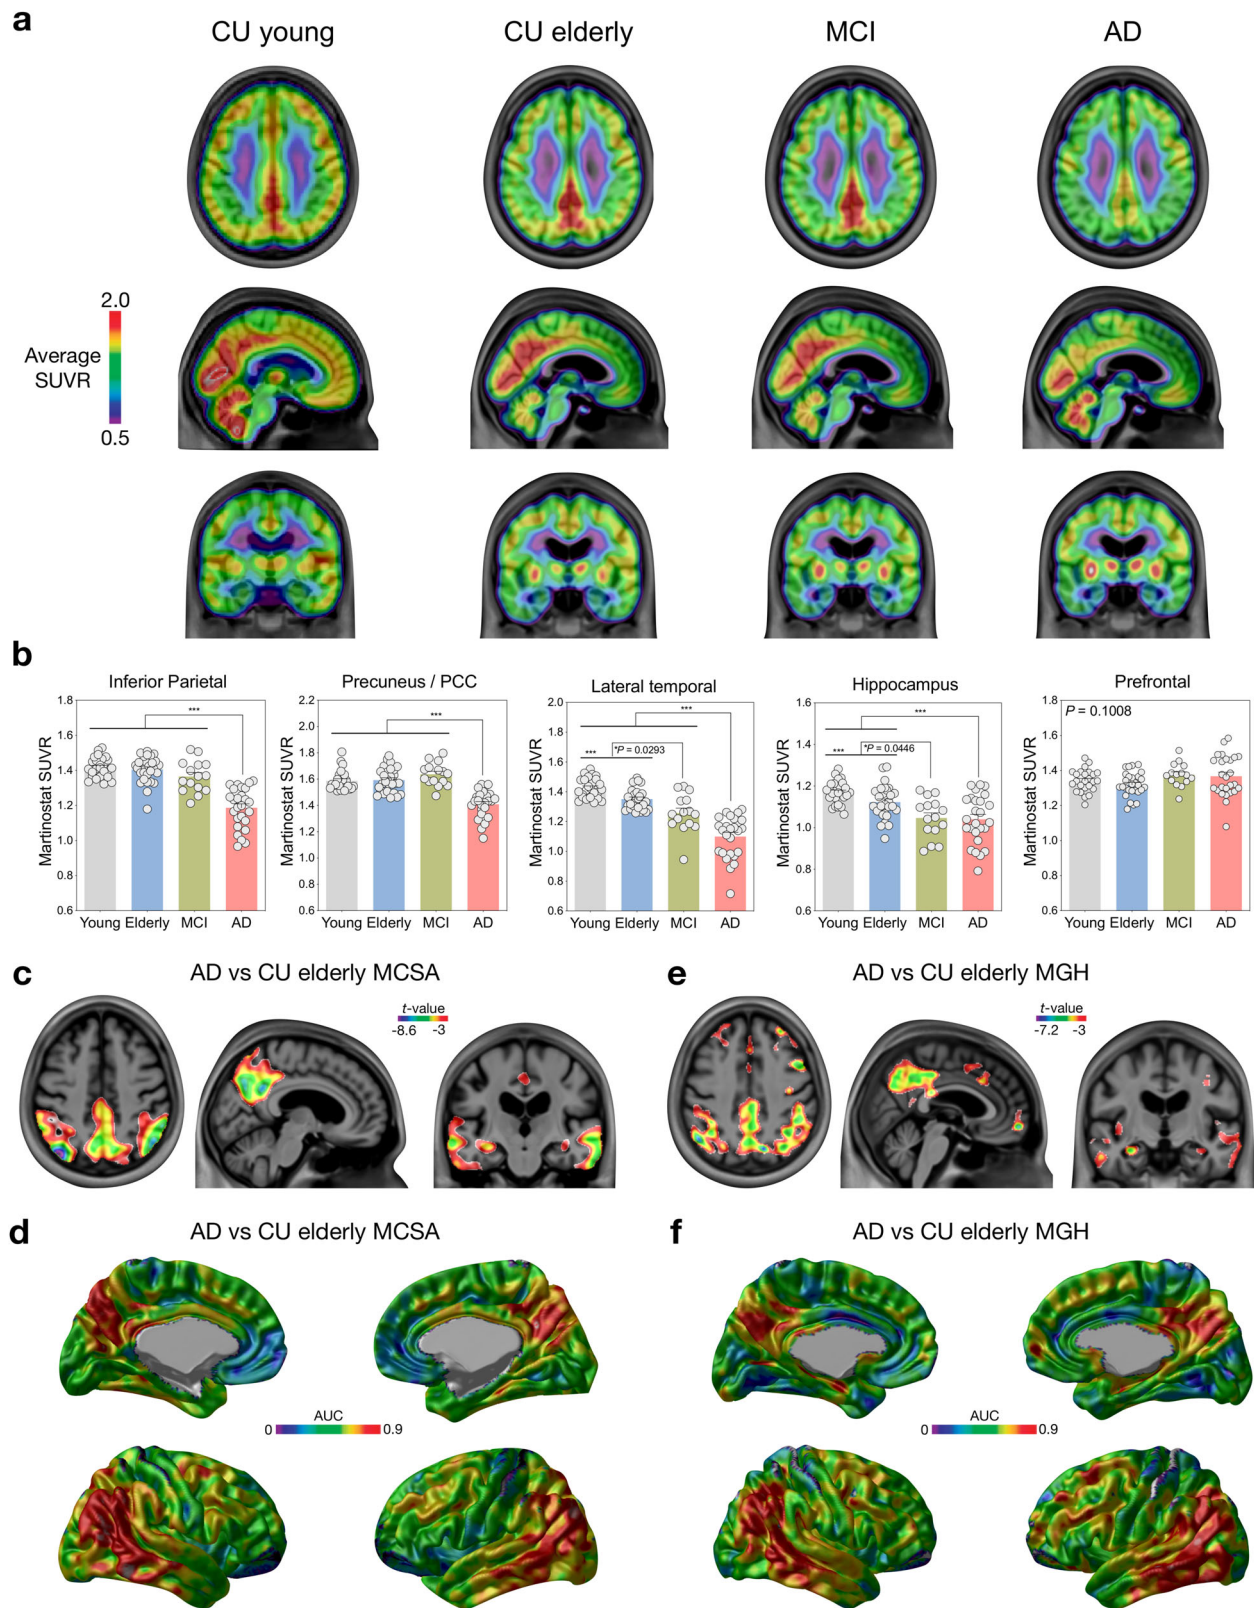 a
CU young
CU elderly
MCI
AD
2.0
Average
SUVR
0.5
b
Inferior Parietal
Martinostat SUVR
1.8
1.6
1.4
1.2
1.0
0.8
0.6
***
Young Elderly MCI AD
Precuneus / PCC
Martinostat SUVR
2.2
2.0
1.8
1.6
1.4
1.2
1.0
0.8
0.6
***
Young Elderly MCI AD
Lateral temporal
Martinostat SUVR
2.0
1.8
1.6
1.4
1.2
1.0
0.8
0.6
***
*** *P = 0.0293
Young Elderly MCI AD
Hippocampus
Martinostat SUVR
1.8
1.6
1.4
1.2
1.0
0.8
0.6
***
*** *P = 0.0446
Young Elderly MCI AD
Prefrontal
Martinostat SUVR
1.8
1.6
1.4
1.2
1.0
0.8
0.6
P = 0.1008
Young Elderly MCI AD
c
AD vs CU elderly MCSA
t-value
-8.6 -3
e
AD vs CU elderly MGH
t-value
-7.2 -3
d
AD vs CU elderly MCSA
AUC
0 0.9
f
AD vs CU elderly MGH
AUC
0 0.9